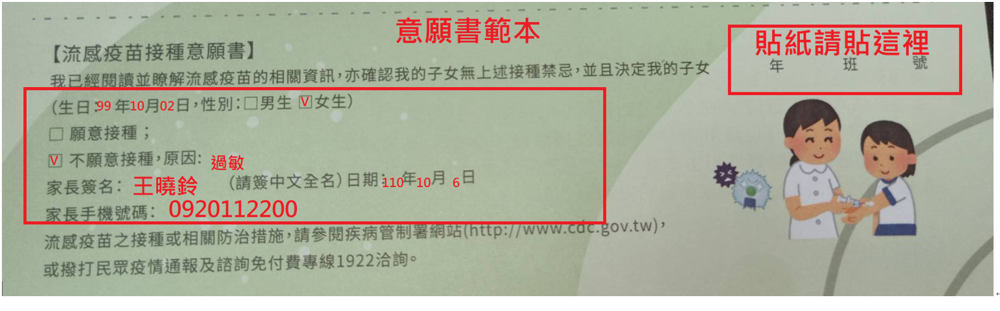 意願書範本
貼紙請貼這裡
【流感疫苗接種意願書】
年 班 號
我已經閱讀並瞭解流感疫苗的相關資訊，亦確認我的子女無上述接種禁忌，並且決定我的子女
（生日：99年10月02日，性別：□男生 ☑女生）
□ 願意接種；
☑ 不願意接種，原因: 過敏
家長簽名： 王曉鈴 （請簽中文全名）日期：110年10月 6日
家長手機號碼： 0920112200
流感疫苗之接種或相關防治措施，請參閱疾病管制署網站(http://www.cdc.gov.tw)，
或撥打民眾疫情通報及諮詢免付費專線1922洽詢。